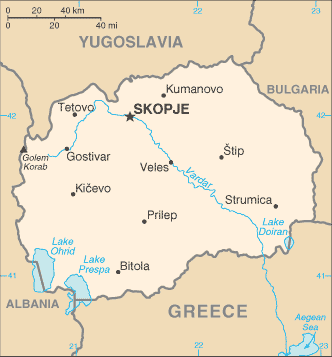 0 20 40 km
0 20 40 mi
21
22
23
YUGOSLAVIA
Kumanovo
BULGARIA
Tetovo
SKOPJE
42
42
Golem
Korab
Gostivar
Štip
Veles
Vardar
Kičevo
Strumica
Prilep
Lake
Doiran
Lake
Ohrid
Lake
Prespa
Bitola
41
41
ALBANIA
GREECE
Aegean
Sea
21
22
23